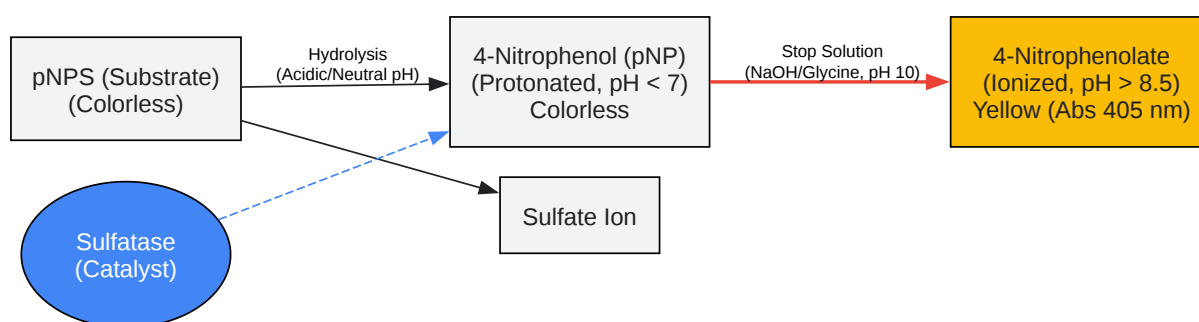 pNPS (Substrate)
(Colorless)
Hydrolysis
(Acidic/Neutral pH)
4-Nitrophenol (pNP)
(Protonated, pH < 7)
Colorless
Stop Solution
(NaOH/Glycine, pH 10)
4-Nitrophenolate
(Ionized, pH > 8.5)
Yellow (Abs 405 nm)
Sulfate Ion
Sulfatase
(Catalyst)